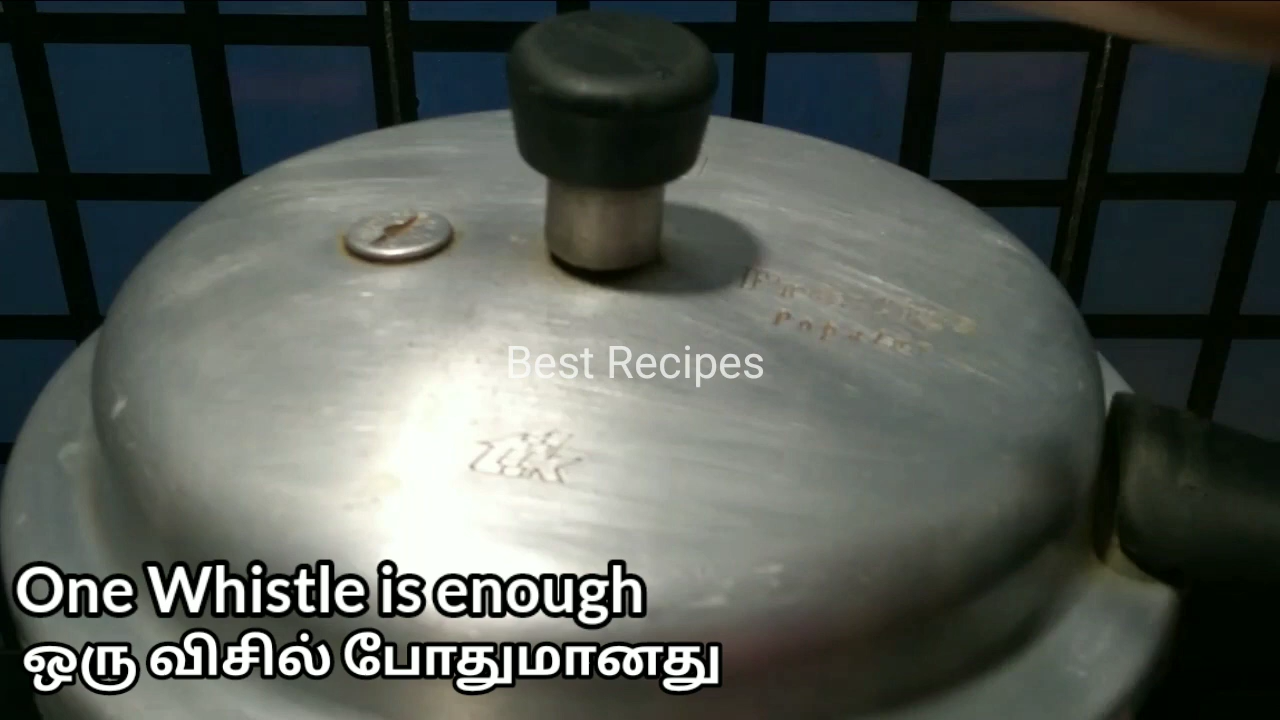 Best Recipes
One Whistle is enough
ஒரு விசில் போதுமானது